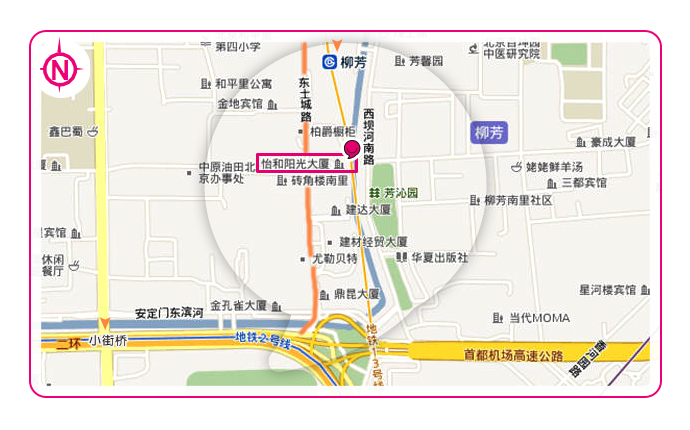 第四小学
北京自坤园
中医研究院
N
柳芳
芳馨园
和平里公寓
金地宾馆
东土城路
西坝河南路
鑫巴蜀
柏爵橱柜
柳芳
豪成大厦
中原油田北
京办事处
怡和阳光大厦
姥姥鲜羊汤
砖角楼南里
三都宾馆
芳沁园
柳芳南里社区
建达大厦
宾馆
建材经贸大厦
休闲
餐厅
尤勒贝特
华夏出版社
鼎昆大厦
星河楼宾馆
金孔雀大厦
安定门东滨河
当代MOMA
二环
小街桥
地铁2号线
地铁13号线
首都机场高速公路
香河园路